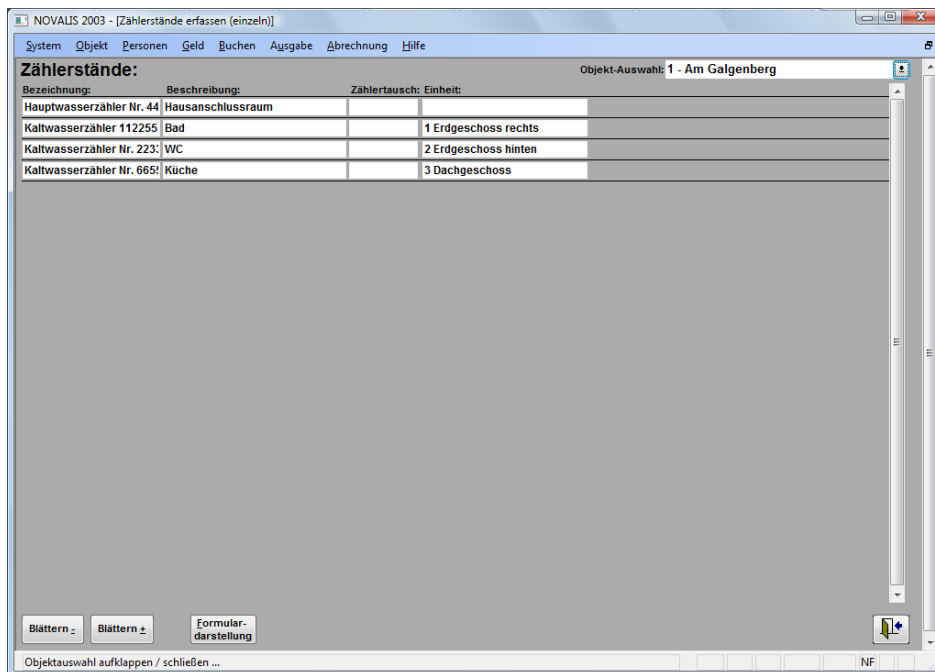 NOVALIS 2003 - [Zählerstände erfassen (einzeln)]
System Objekt Personen Geld Buchen Ausgabe Abrechnung Hilfe
Zählerstände: Objekt-Auswahl: 1 - Am Galgenberg
Bezeichnung: Beschreibung: Zählertausch: Einheit:
Hauptwasserzähler Nr. 44 Hausanschlussraum
Kaltwasserzähler 112255 Bad 1 Erdgeschoss rechts
Kaltwasserzähler Nr. 223 WC 2 Erdgeschoss hinten
Kaltwasserzähler Nr. 665 Küche 3 Dachgeschoss
Blättern - Blättern + Formular-
darstellung
Objektauswahl aufklappen / schließen ... NF